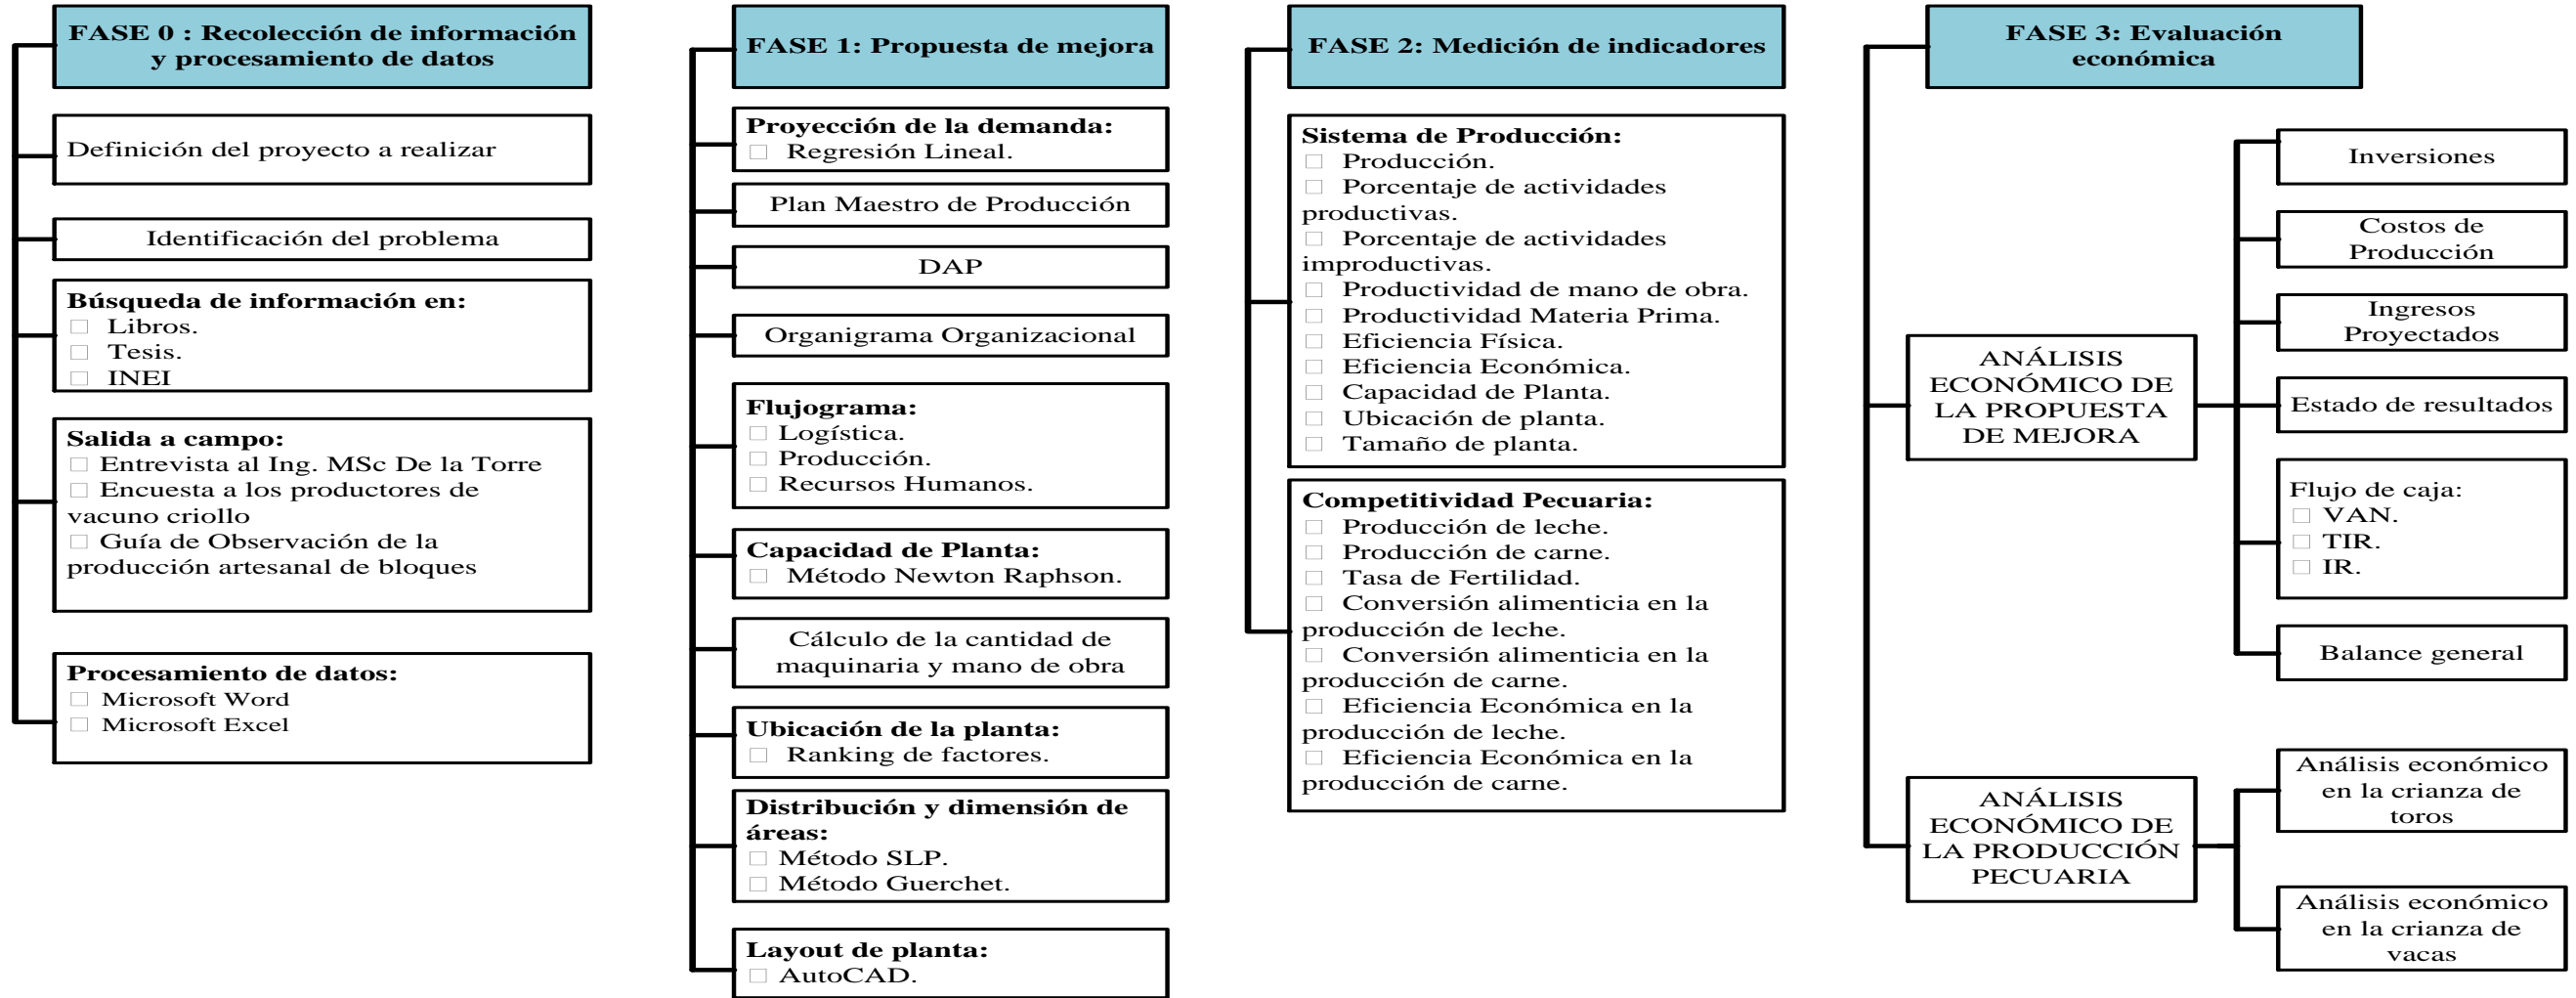 FASE 0 : Recolección de información
y procesamiento de datos
Definición del proyecto a realizar
Identificación del problema
Búsqueda de información en:
☐ Libros.
☐ Tesis.
☐ INEI
Salida a campo:
☐ Entrevista al Ing. MSc De la Torre
☐ Encuesta a los productores de
vacuno criollo
☐ Guía de Observación de la
producción artesanal de bloques
Procesamiento de datos:
☐ Microsoft Word
☐ Microsoft Excel
FASE 1: Propuesta de mejora
Proyección de la demanda:
☐ Regresión Lineal.
Plan Maestro de Producción
DAP
Organigrama Organizacional
Flujograma:
☐ Logística.
☐ Producción.
☐ Recursos Humanos.
Capacidad de Planta:
☐ Método Newton Raphson.
Cálculo de la cantidad de
maquinaria y mano de obra
Ubicación de la planta:
☐ Ranking de factores.
Distribución y dimensión de
áreas:
☐ Método SLP.
☐ Método Guerchet.
Layout de planta:
☐ AutoCAD.
FASE 2: Medición de indicadores
Sistema de Producción:
☐ Producción.
☐ Porcentaje de actividades
productivas.
☐ Porcentaje de actividades
improductivas.
☐ Productividad de mano de obra.
☐ Productividad Materia Prima.
☐ Eficiencia Física.
☐ Eficiencia Económica.
☐ Capacidad de Planta.
☐ Ubicación de planta.
☐ Tamaño de planta.
Competitividad Pecuaria:
☐ Producción de leche.
☐ Producción de carne.
☐ Tasa de Fertilidad.
☐ Conversión alimenticia en la
producción de leche.
☐ Conversión alimenticia en la
producción de carne.
☐ Eficiencia Económica en la
producción de leche.
☐ Eficiencia Económica en la
producción de carne.
FASE 3: Evaluación
económica
ANÁLISIS
ECONÓMICO DE
LA PROPUESTA
DE MEJORA
Inversiones
Costos de
Producción
Ingresos
Proyectados
Estado de resultados
Flujo de caja:
☐ VAN.
☐ TIR.
☐ IR.
Balance general
ANÁLISIS
ECONÓMICO DE
LA PRODUCCIÓN
PECUARIA
Análisis económico
en la crianza de
toros
Análisis económico
en la crianza de
vacas